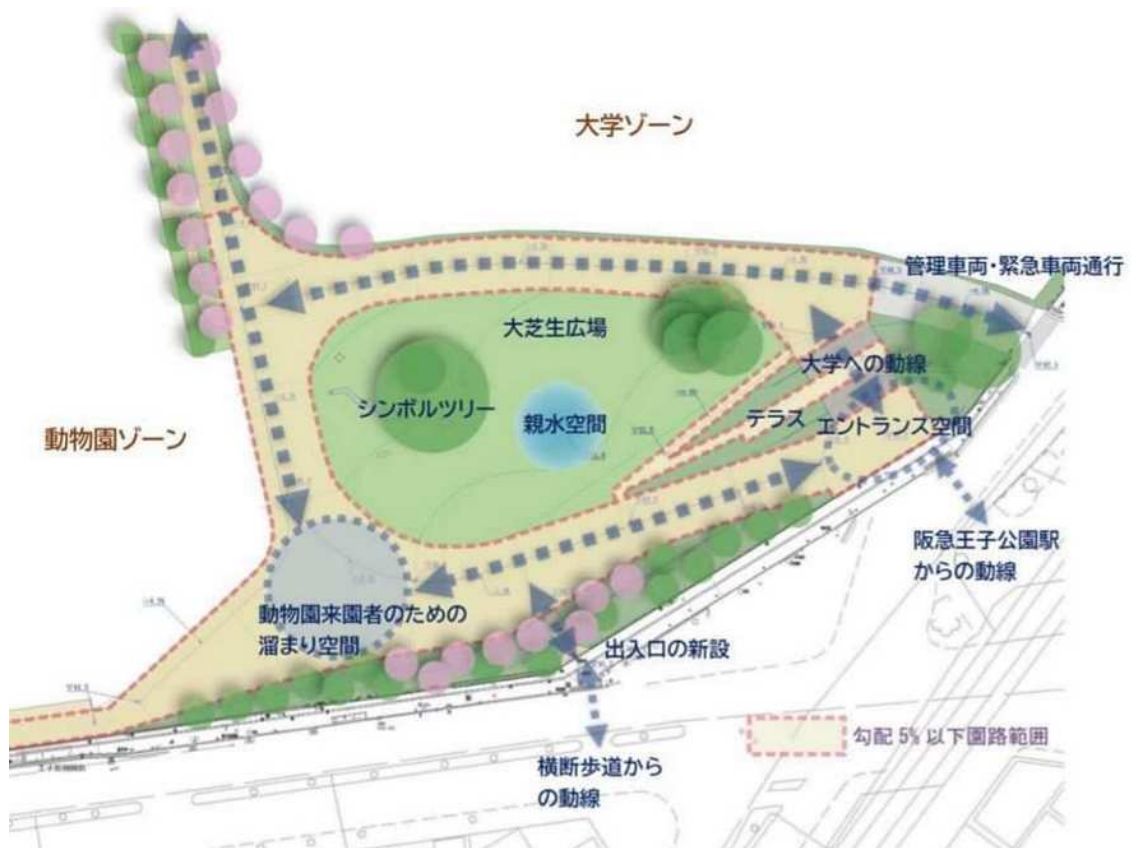 大学ゾーン
管理車両・緊急車両通行
大芝生広場
大学への動線
シンボルツリー
親水空間
テラス
エントランス空間
動物園ゾーン
阪急王子公園駅
からの動線
動物園来園者のための
溜まり空間
出入口の新設
勾配 5% 以下園路範囲
横断歩道から
の動線